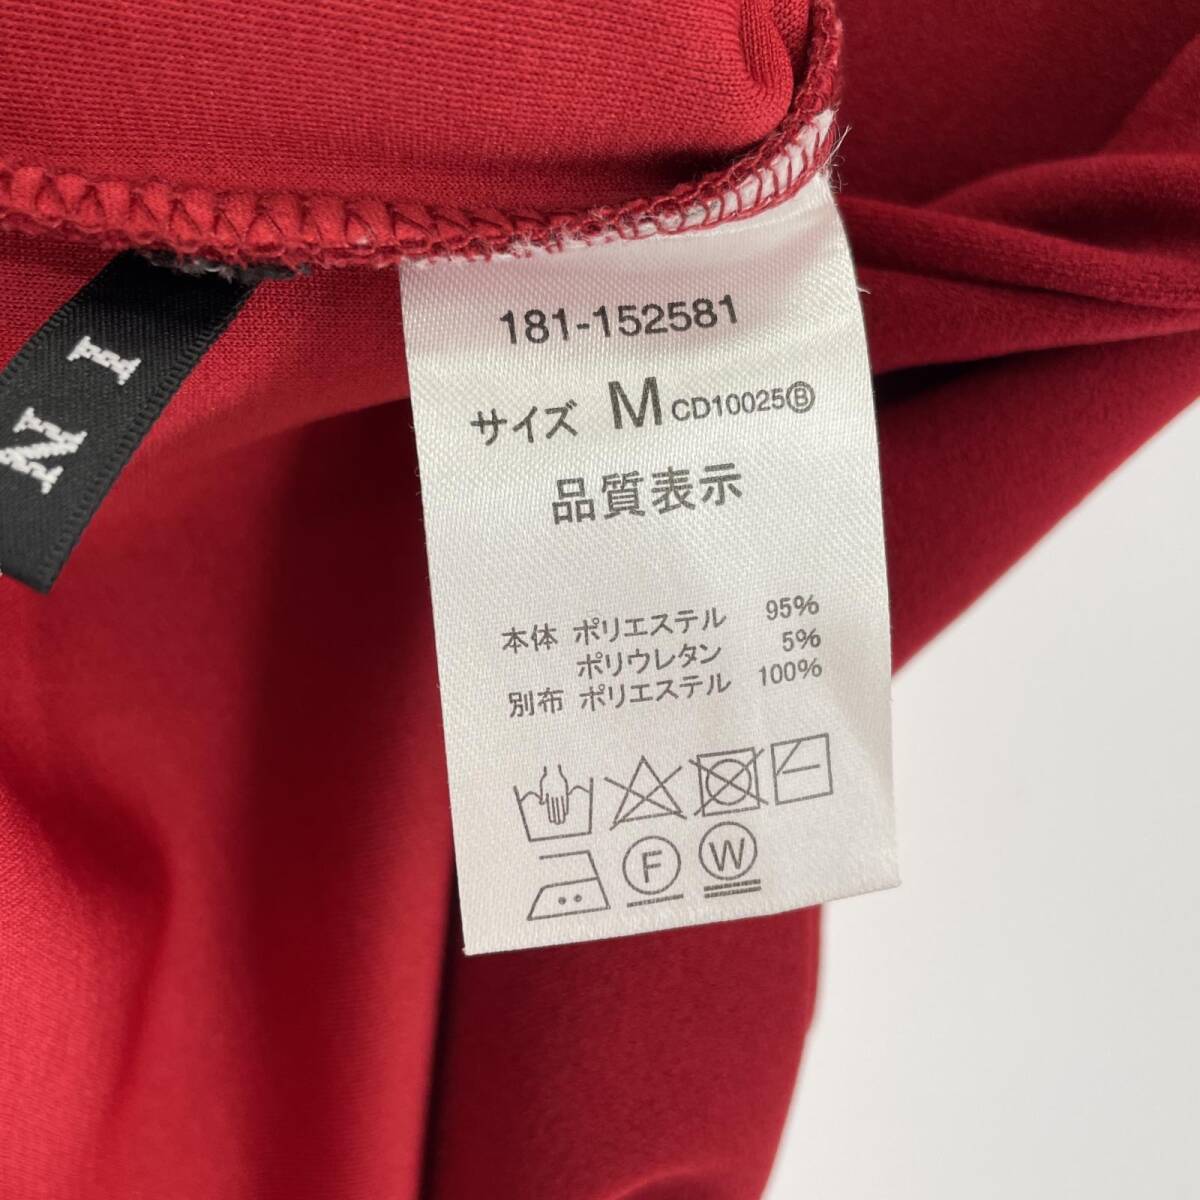 NI
181-152581
サイズ M CD10025Ⓑ
品質表示
本体 ポリエステル 95%
ポリウレタン 5%
別布 ポリエステル 100%
F W